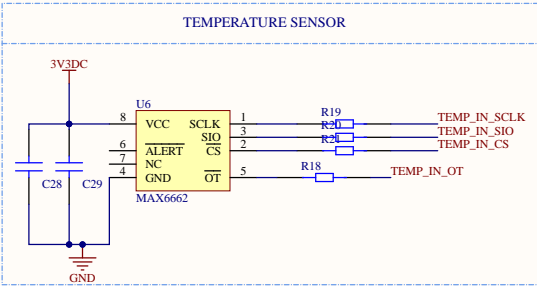 TEMPERATURE SENSOR
3V3DC
U6
8 VCC SCLK 1
SIO 3
6 ALERT CS 2
7 NC
4 GND OT 5
MAX6662
R19
R20
R21
R18
TEMP_IN_SCLK
TEMP_IN_SIO
TEMP_IN_CS
TEMP_IN_OT
C28
C29
GND